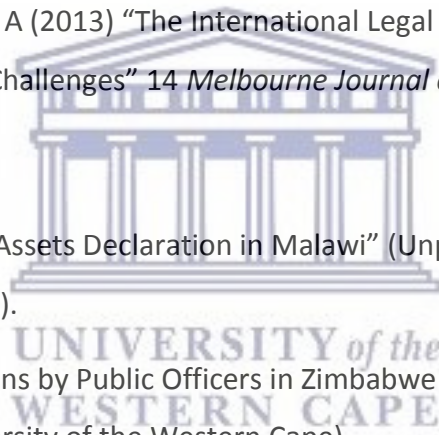 A (2013) “The International Legal
Challenges” 14 Melbourne Journal
Assets Declaration in Malawi” (Unp
).
UNIVERSITY of the
ns by Public Officers in Zimbabwe
WESTERN CAPE
ersity of the Western Cape)